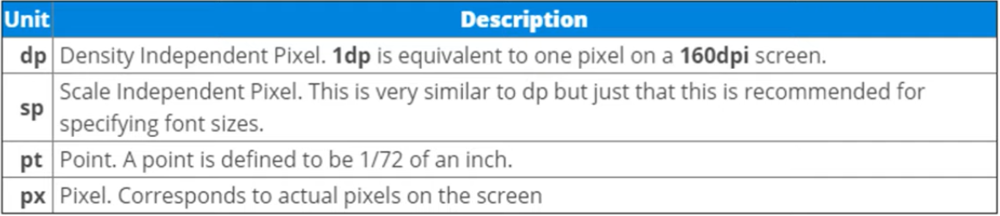 Unit Description
dp Density Independent Pixel. 1dp is equivalent to one pixel on a 160dpi screen.
sp Scale Independent Pixel. This is very similar to dp but just that this is recommended for
specifying font sizes.
pt Point. A point is defined to be 1/72 of an inch.
px Pixel. Corresponds to actual pixels on the screen